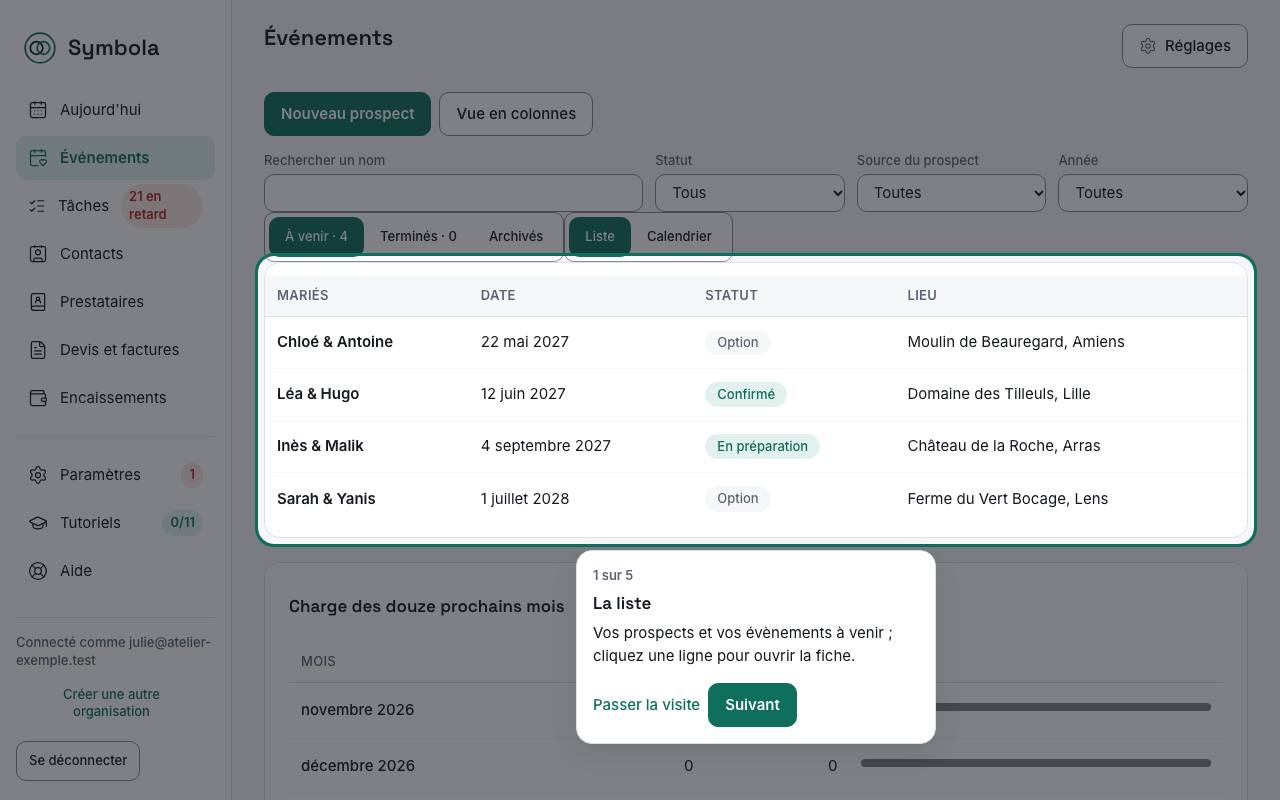 Symbola
Aujourd'hui
Événements
Tâches
21 en
retard
Contacts
Prestataires
Devis et factures
Encaissements
Paramètres
1
Tutoriels
0/11
Aide
Connecté comme julie@atelier-
exemple.test
Créer une autre
organisation
Se déconnecter
Événements
Réglages
Nouveau prospect
Vue en colonnes
Rechercher un nom
Statut
Source du prospect
Année
Tous
Toutes
Toutes
À venir · 4
Terminés · 0
Archivés
Liste
Calendrier
MARIÉS DATE STATUT LIEU
Chloé & Antoine 22 mai 2027 Option Moulin de Beauregard, Amiens
Léa & Hugo 12 juin 2027 Confirmé Domaine des Tilleuls, Lille
Inès & Malik 4 septembre 2027 En préparation Château de la Roche, Arras
Sarah & Yanis 1 juillet 2028 Option Ferme du Vert Bocage, Lens
1 sur 5
La liste
Vos prospects et vos évènements à venir ;
cliquez une ligne pour ouvrir la fiche.
Passer la visite
Suivant
Charge des douze prochains mois
MOIS
novembre 2026
décembre 2026 0 0